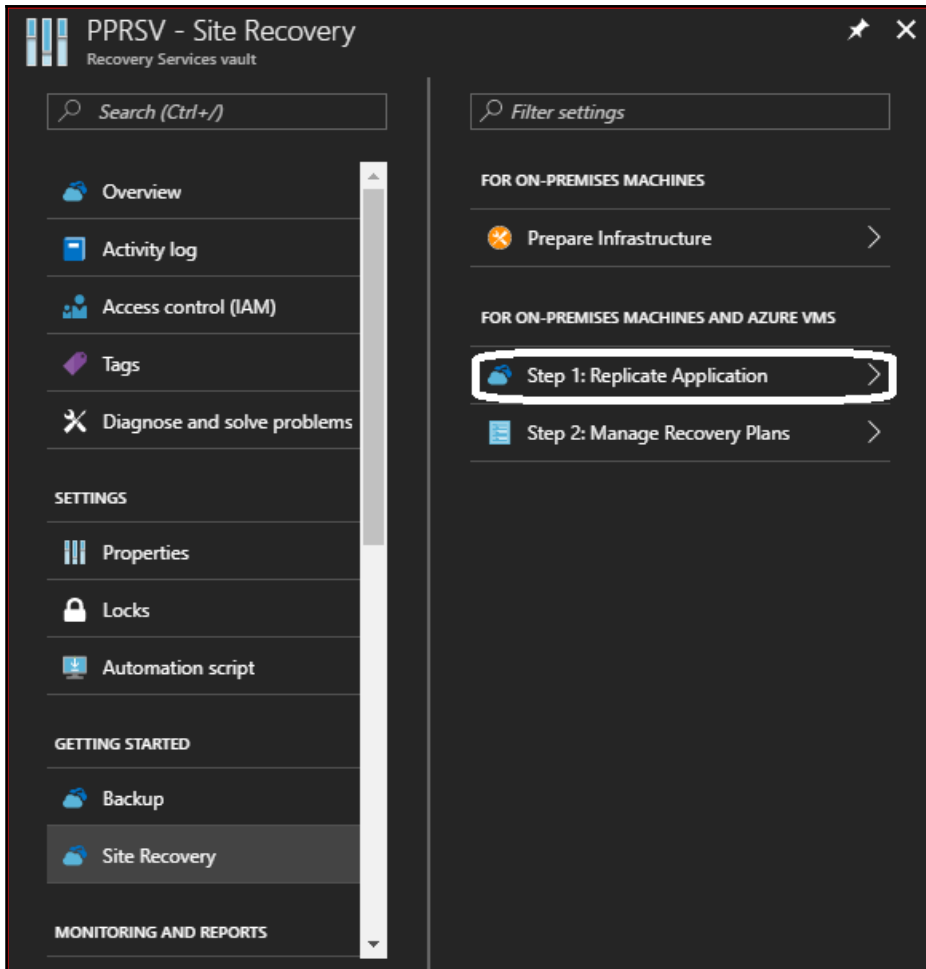 PPRSV - Site Recovery
Recovery Services vault
Search (Ctrl+/)
Overview
Activity log
Access control (IAM)
Tags
Diagnose and solve problems
SETTINGS
Properties
Locks
Automation script
GETTING STARTED
Backup
Site Recovery
MONITORING AND REPORTS
Filter settings
FOR ON-PREMISES MACHINES
Prepare Infrastructure
FOR ON-PREMISES MACHINES AND AZURE VMS
Step 1: Replicate Application
Step 2: Manage Recovery Plans